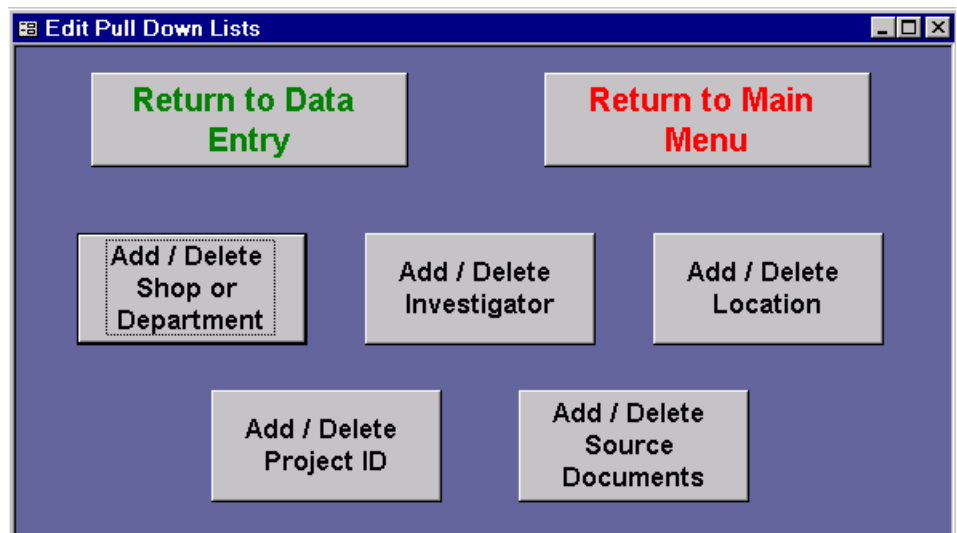 Edit Pull Down Lists
Return to Data
Entry
Return to Main
Menu
Add / Delete
Shop or
Department
Add / Delete
Investigator
Add / Delete
Location
Add / Delete
Project ID
Add / Delete
Source
Documents